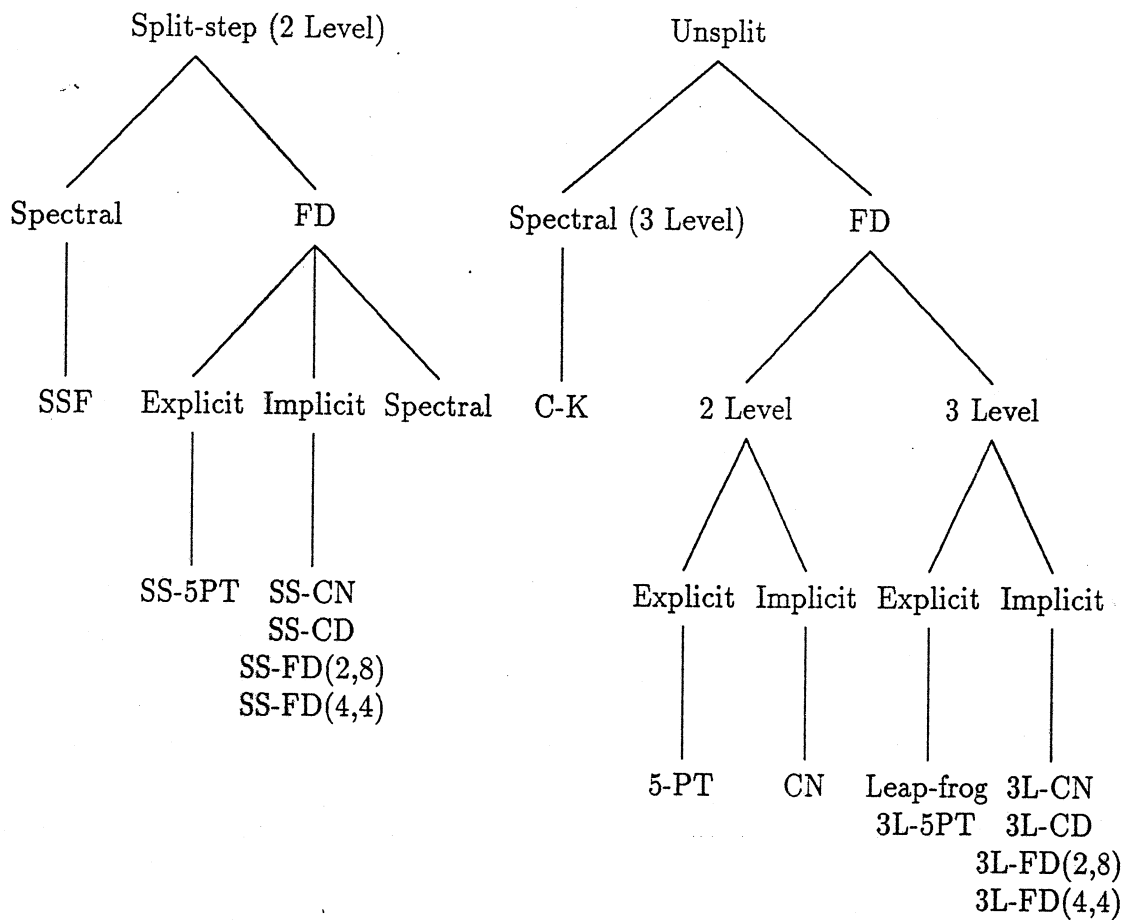 Split-step (2 Level)
Unsplit
Spectral
FD
Spectral (3 Level)
FD
SSF
Explicit
Implicit
Spectral
C-K
2 Level
3 Level
SS-5PT
SS-CN
SS-CD
SS-FD(2,8)
SS-FD(4,4)
Explicit
Implicit
Explicit
Implicit
5-PT
CN
Leap-frog
3L-5PT
3L-CN
3L-CD
3L-FD(2,8)
3L-FD(4,4)